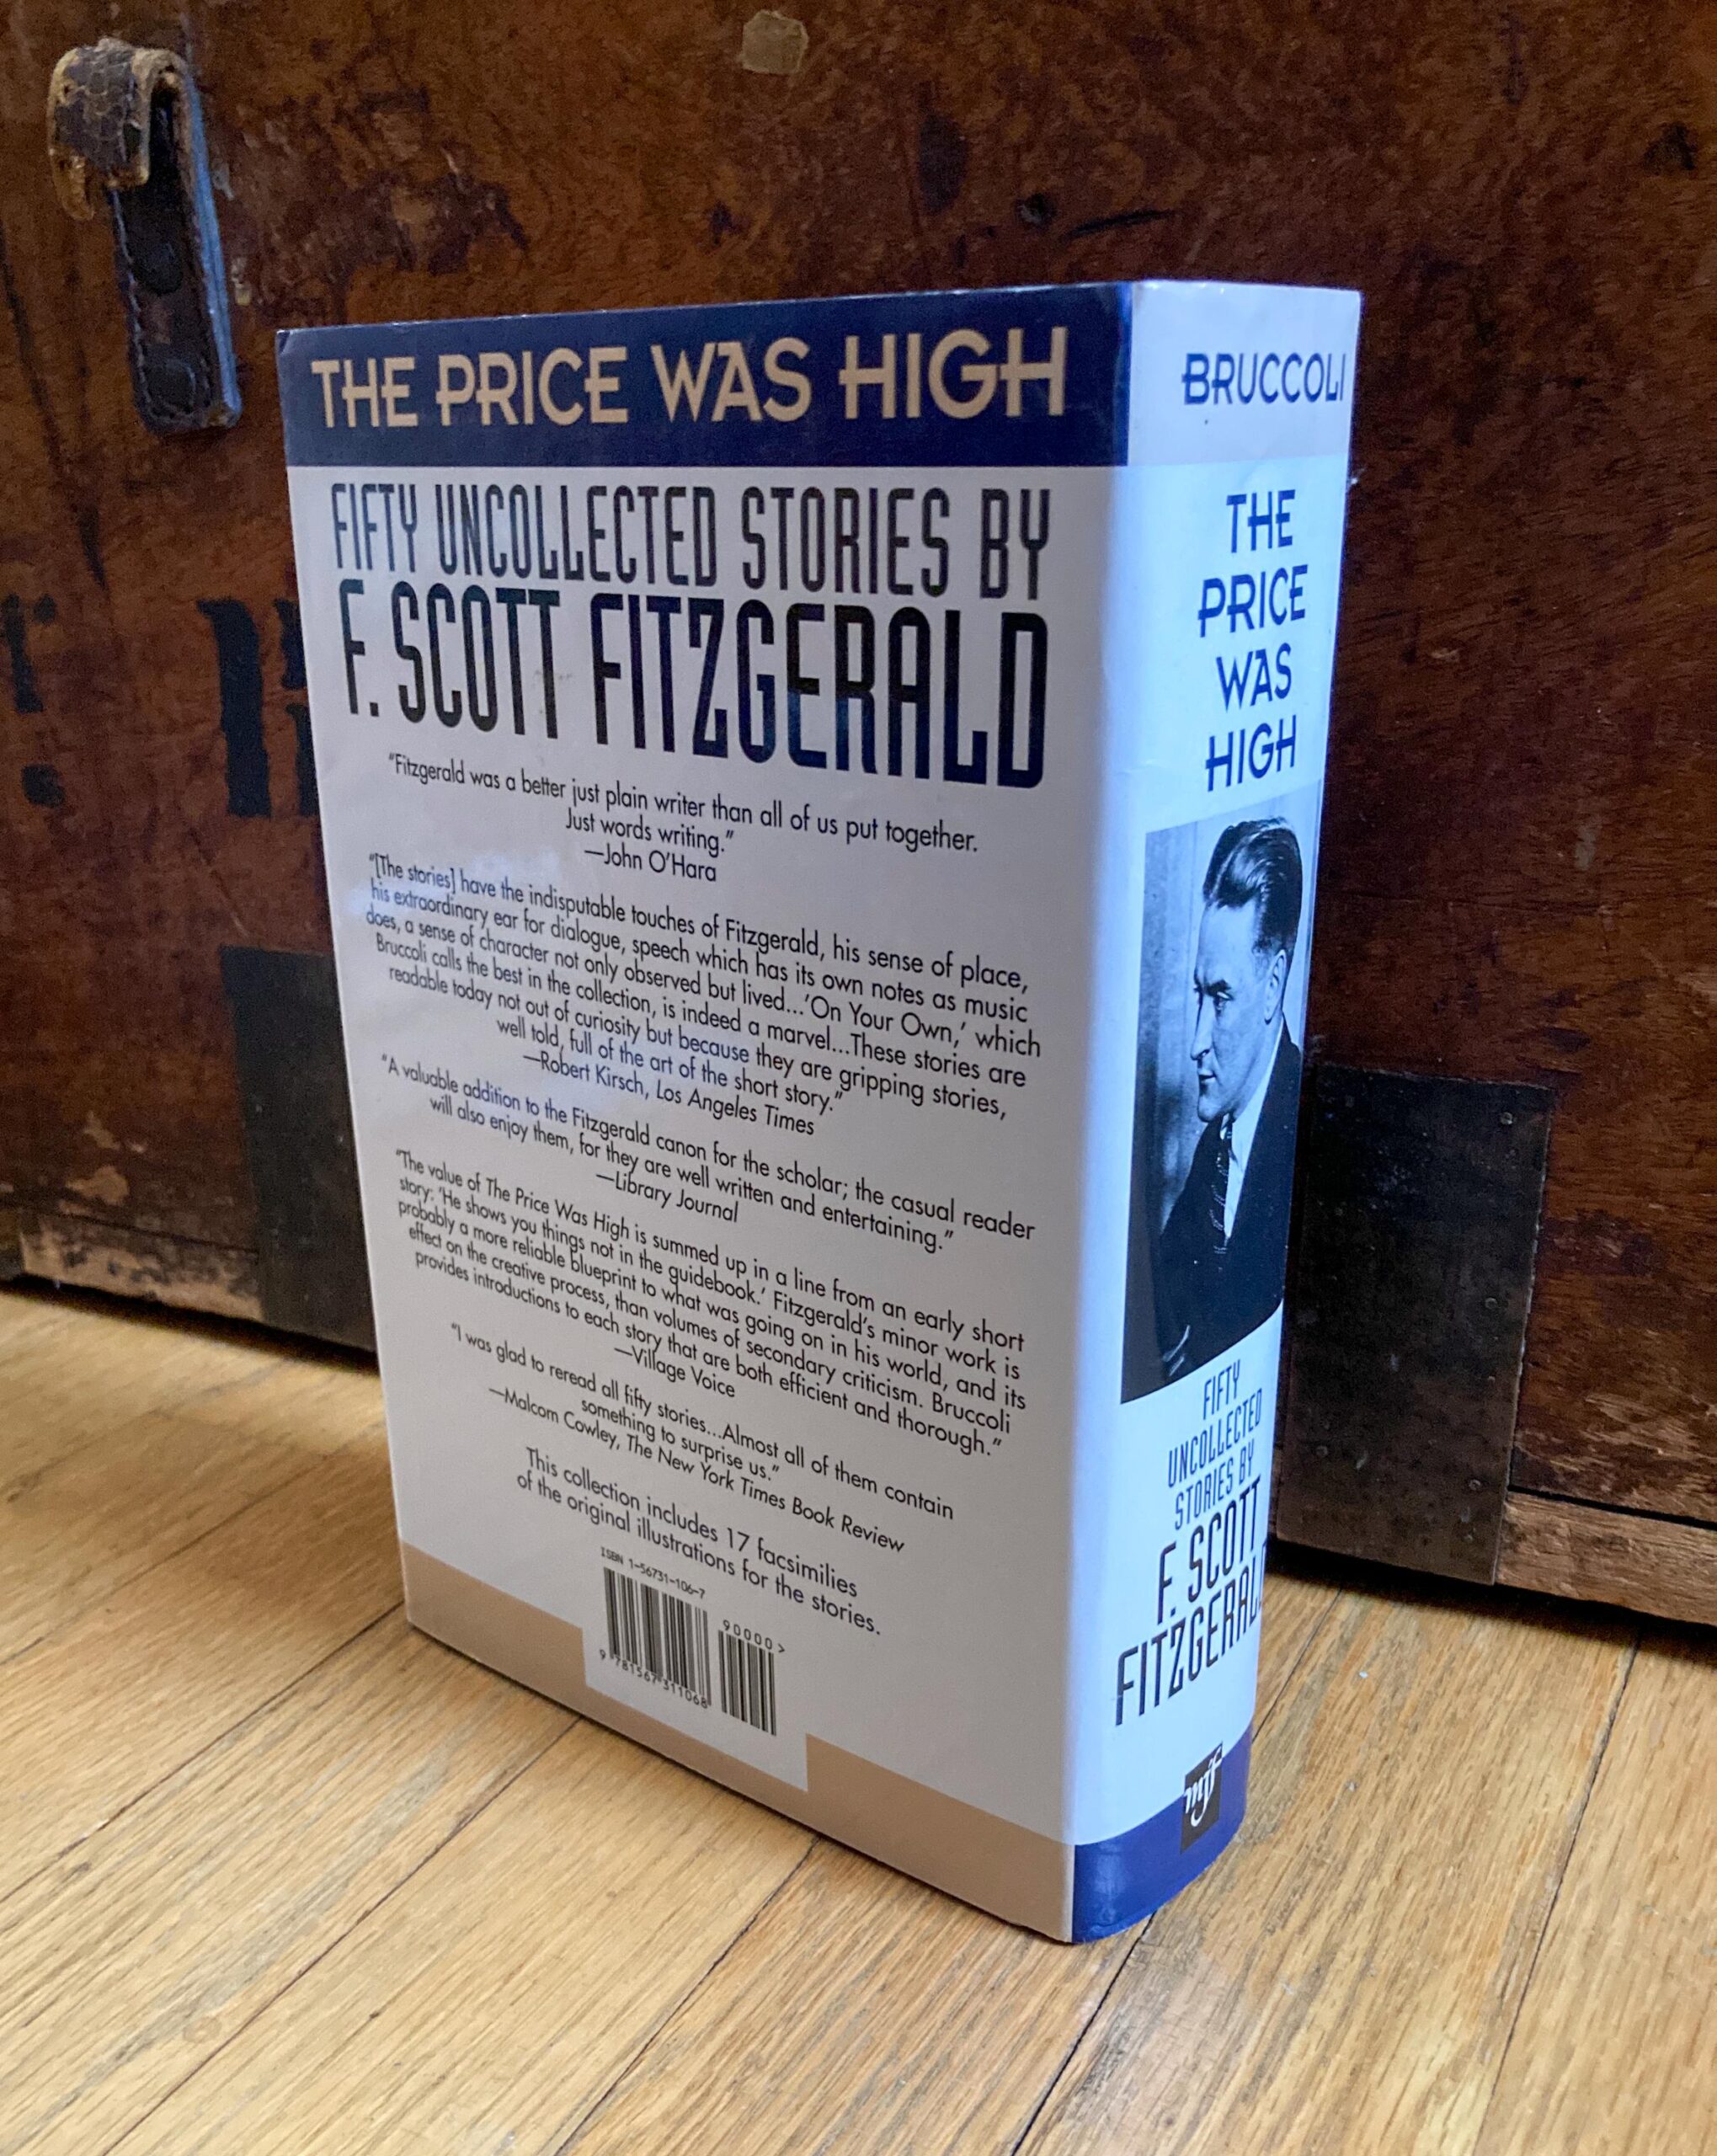 THE PRICE WAS HIGH
FIFTY UNCOLLECTED STORIES BY
F. SCOTT FITZGERALD
“Fitzgerald was a better just plain writer than all of us put together.
Just words writing.”
—John O’Hara
“[The stories] have the indisputable touches of Fitzgerald, his sense of place,
his extraordinary ear for dialogue, speech which has its own notes as music
does, a sense of character not only observed but lived...‘On Your Own,’ which
Bruccoli calls the best in the collection, is indeed a marvel...These stories are
readable today not out of curiosity but because they are gripping stories,
well told, full of the art of the short story.”
—Robert Kirsch, Los Angeles Times
“A valuable addition to the Fitzgerald canon for the scholar; the casual reader
will also enjoy them, for they are well written and entertaining.”
—Library Journal
“The value of The Price Was High is summed up in a line from an early short
story: ‘He shows you things not in the guidebook.’ Fitzgerald’s minor work is
probably a more reliable blueprint to what was going on in his world, and its
effect on the creative process, than volumes of secondary criticism. Bruccoli
provides introductions to each story that are both efficient and thorough.”
—Village Voice
“I was glad to reread all fifty stories...Almost all of them contain
something to surprise us.”
—Malcom Cowley, The New York Times Book Review
This collection includes 17 facsimilies
of the original illustrations for the stories.
ISBN 1-56731-106-7
90000>
9 781567 311068
BRUCCOLI
THE
PRICE
WAS
HIGH
FIFTY
UNCOLLECTED
STORIES BY
F. SCOTT
FITZGERALD
mjf